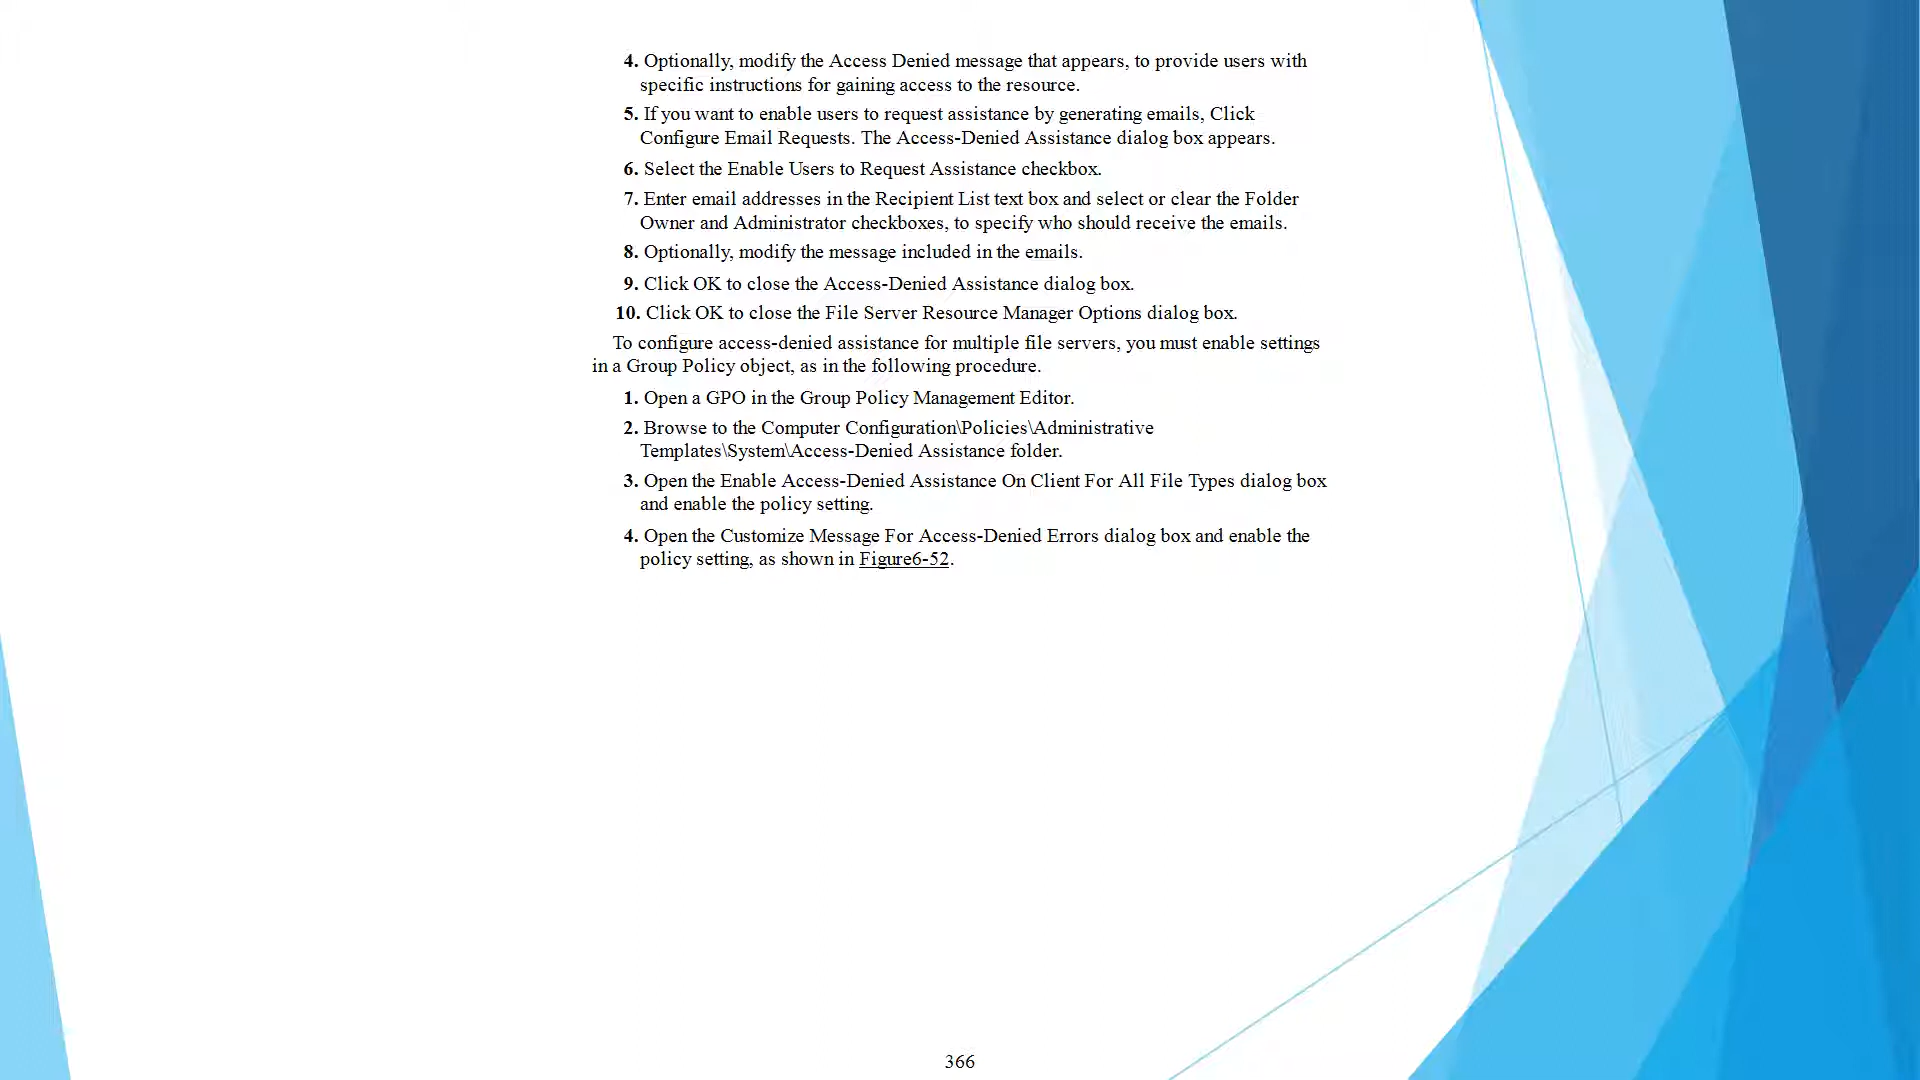 4. Optionally, modify the Access Denied message that appears, to provide users with
specific instructions for gaining access to the resource.
5. If you want to enable users to request assistance by generating emails, Click
Configure Email Requests. The Access-Denied Assistance dialog box appears.
6. Select the Enable Users to Request Assistance checkbox.
7. Enter email addresses in the Recipient List text box and select or clear the Folder
Owner and Administrator checkboxes, to specify who should receive the emails.
8. Optionally, modify the message included in the emails.
9. Click OK to close the Access-Denied Assistance dialog box.
10. Click OK to close the File Server Resource Manager Options dialog box.
To configure access-denied assistance for multiple file servers, you must enable settings
in a Group Policy object, as in the following procedure.
1. Open a GPO in the Group Policy Management Editor.
2. Browse to the Computer Configuration\Policies\Administrative
Templates\System\Access-Denied Assistance folder.
3. Open the Enable Access-Denied Assistance On Client For All File Types dialog box
and enable the policy setting.
4. Open the Customize Message For Access-Denied Errors dialog box and enable the
policy setting, as shown in Figure6-52.
366